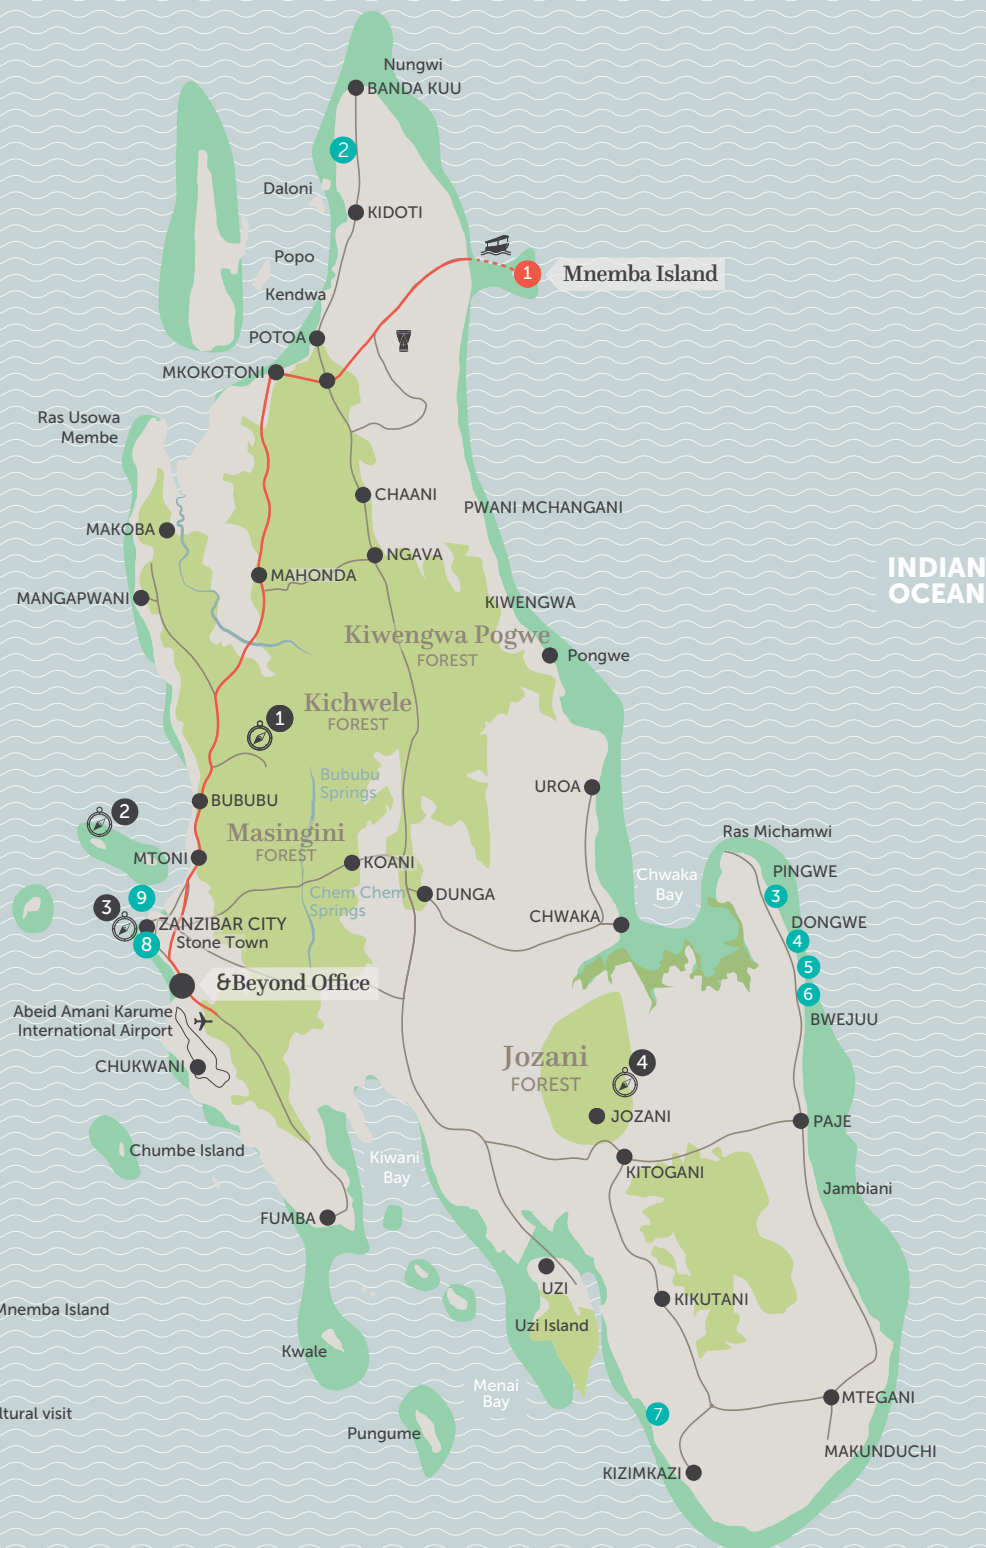 Nungwi
BANDA KUU
2
Daloni
KIDOTI
Popo
1
Mnemba Island
Kendwa
POTOA
MKOKOTONI
Ras Usowa
Membe
CHAANI
PWANI MCHANGANI
MAKOBA
NGAVA
INDIAN
OCEAN
MAHONDA
MANGAPWANI
KIWENGWA
Kiwengwa Pogwe
FOREST
Pongwe
Kichwele
FOREST
1
Bububu
Springs
UROA
BUBUBU
2
Masingini
FOREST
Ras Michamwi
MTONI
KOANI
PINGWE
Chwaka
Bay
3
9
Chem Chem
Springs
DUNGA
3
CHWAKA
DONGWE
ZANZIBAR CITY
Stone Town
8
4
5
&Beyond Office
6
Abeid Amani Karume
International Airport
BWEJUU
Jozani
FOREST
4
CHUKWANI
JOZANI
PAJE
Chumbe Island
Kiwani
Bay
KITOGANI
Jambiani
FUMBA
UZI
Mnemba Island
KIKUTANI
Uzi Island
Kwale
Menai
Bay
MTEGANI
ltural visit
7
Pungume
MAKUNDUCHI
KIZIMKAZI